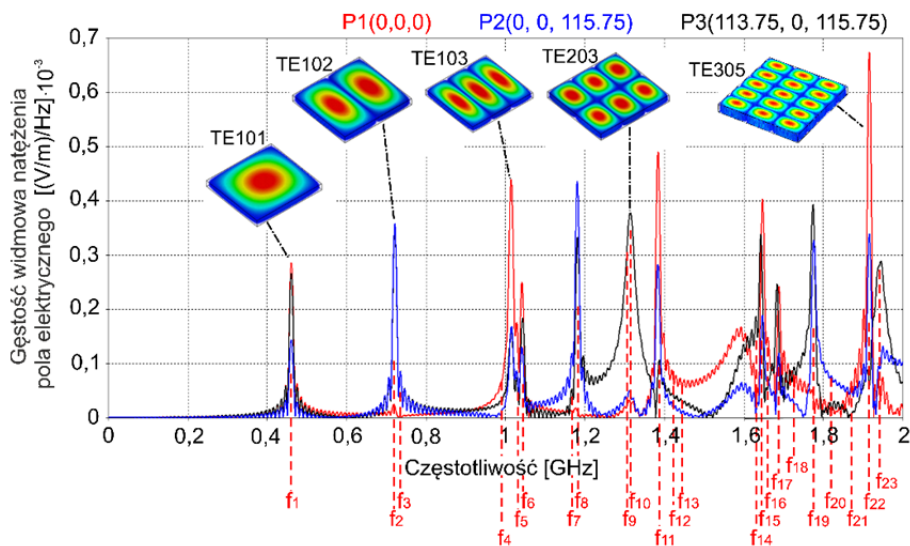 P1(0,0,0) P2(0, 0, 115.75) P3(113.75, 0, 115.75)
Gęstość widmowa natężenia
pola elektrycznego [(V/m)/Hz]·10⁻³
0,7
0,6
0,5
0,4
0,3
0,2
0,1
0
TE101
TE102
TE103
TE203
TE305
0 0,2 0,4 0,6 0,8 1 1,2 1,4 1,6 1,8 2
Częstotliwość [GHz]
f1
f2
f3
f4
f5
f6
f7
f8
f9
f10
f11
f12
f13
f14
f15
f16
f17
f18
f19
f20
f21
f22
f23